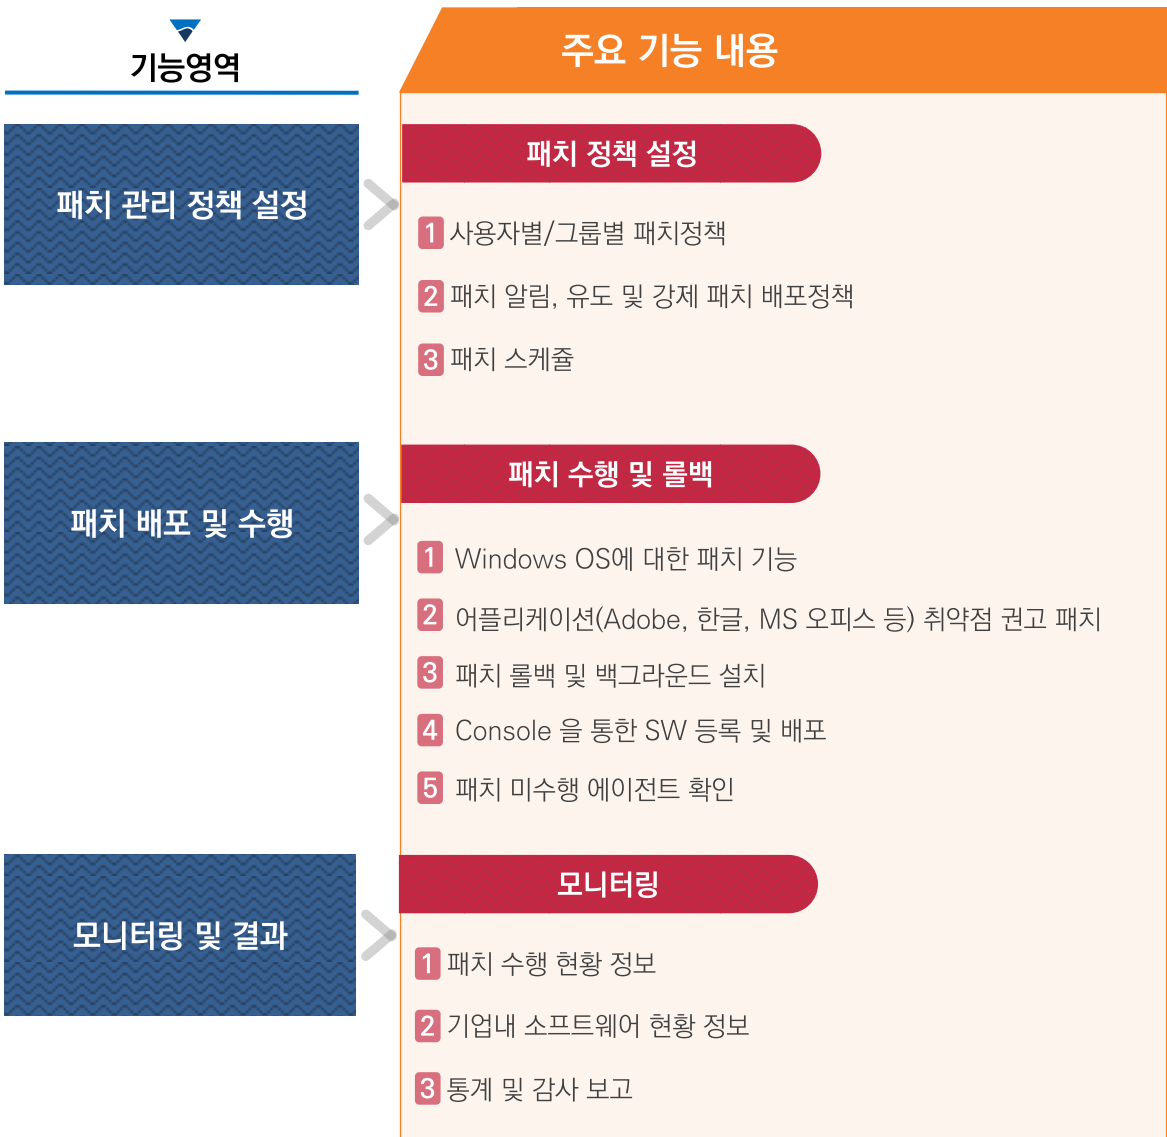 기능영역
주요 기능 내용
패치 관리 정책 설정
패치 정책 설정
1 사용자별/그룹별 패치정책
2 패치 알림, 유도 및 강제 패치 배포정책
3 패치 스케쥴
패치 배포 및 수행
패치 수행 및 롤백
1 Windows OS에 대한 패치 기능
2 어플리케이션(Adobe, 한글, MS 오피스 등) 취약점 권고 패치
3 패치 롤백 및 백그라운드 설치
4 Console 을 통한 SW 등록 및 배포
5 패치 미수행 에이전트 확인
모니터링 및 결과
모니터링
1 패치 수행 현황 정보
2 기업내 소프트웨어 현황 정보
3 통계 및 감사 보고